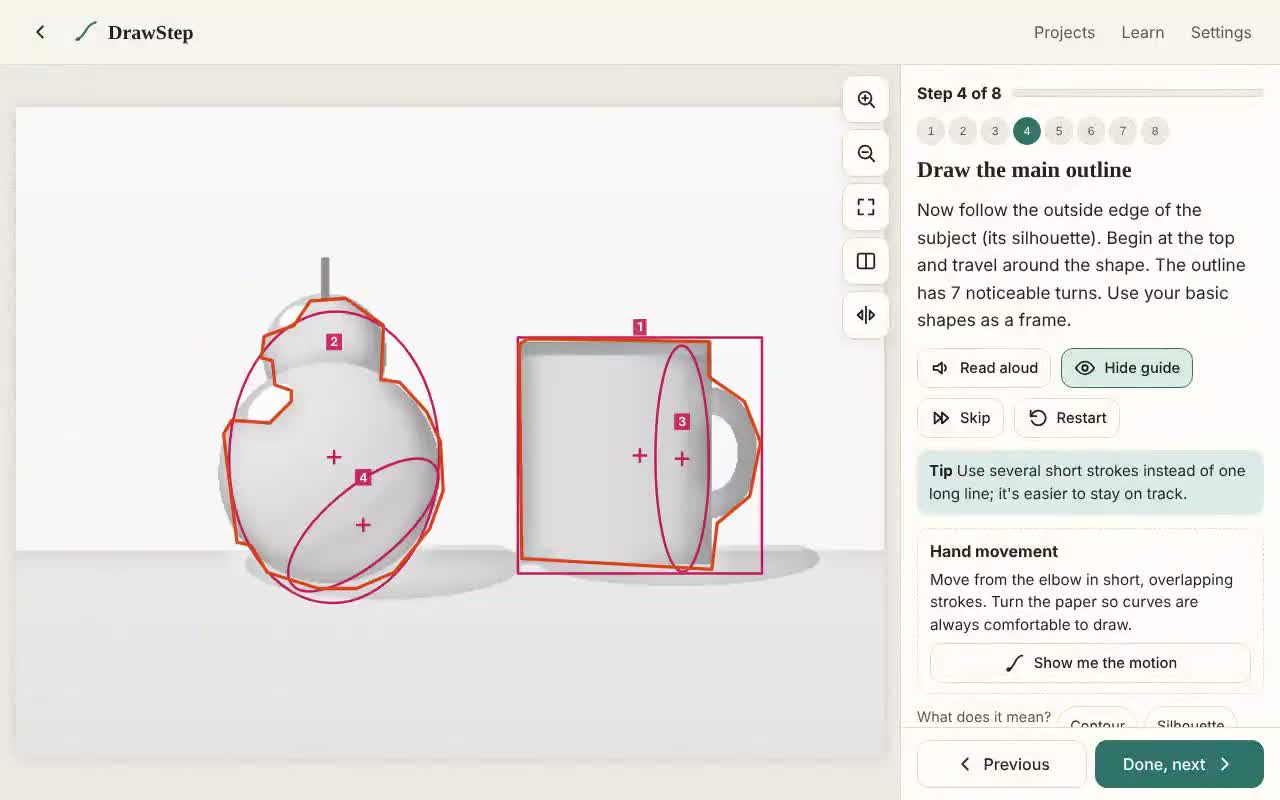 DrawStep
Projects
Learn
Settings
Step 4 of 8
1 2 3 4 5 6 7 8
Draw the main outline
Now follow the outside edge of the
subject (its silhouette). Begin at the top
and travel around the shape. The outline
has 7 noticeable turns. Use your basic
shapes as a frame.
Read aloud
Hide guide
Skip
Restart
Tip Use several short strokes instead of one
long line; it's easier to stay on track.
Hand movement
Move from the elbow in short, overlapping
strokes. Turn the paper so curves are
always comfortable to draw.
Show me the motion
What does it mean?
Contour
Silhouette
Previous
Done, next
1
2
3
4